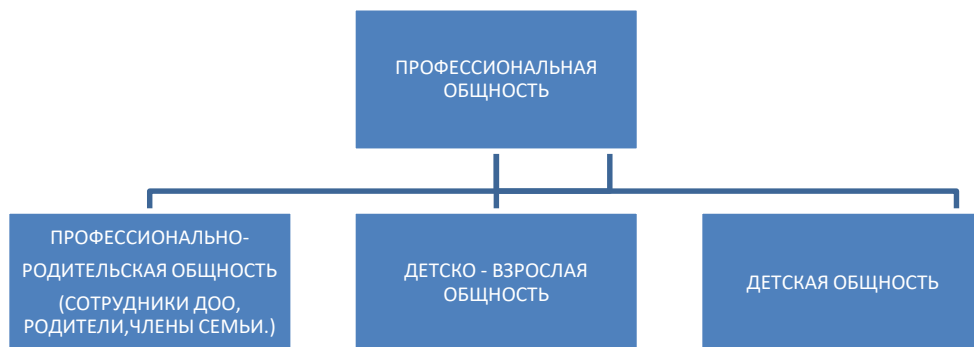 ПРОФЕССИОНАЛЬНАЯ
ОБЩНОСТЬ
ПРОФЕССИОНАЛЬНО-
РОДИТЕЛЬСКАЯ ОБЩНОСТЬ
(СОТРУДНИКИ ДОО,
РОДИТЕЛИ,ЧЛЕНЫ СЕМЬИ.)
ДЕТСКО - ВЗРОСЛАЯ
ОБЩНОСТЬ
ДЕТСКАЯ ОБЩНОСТЬ